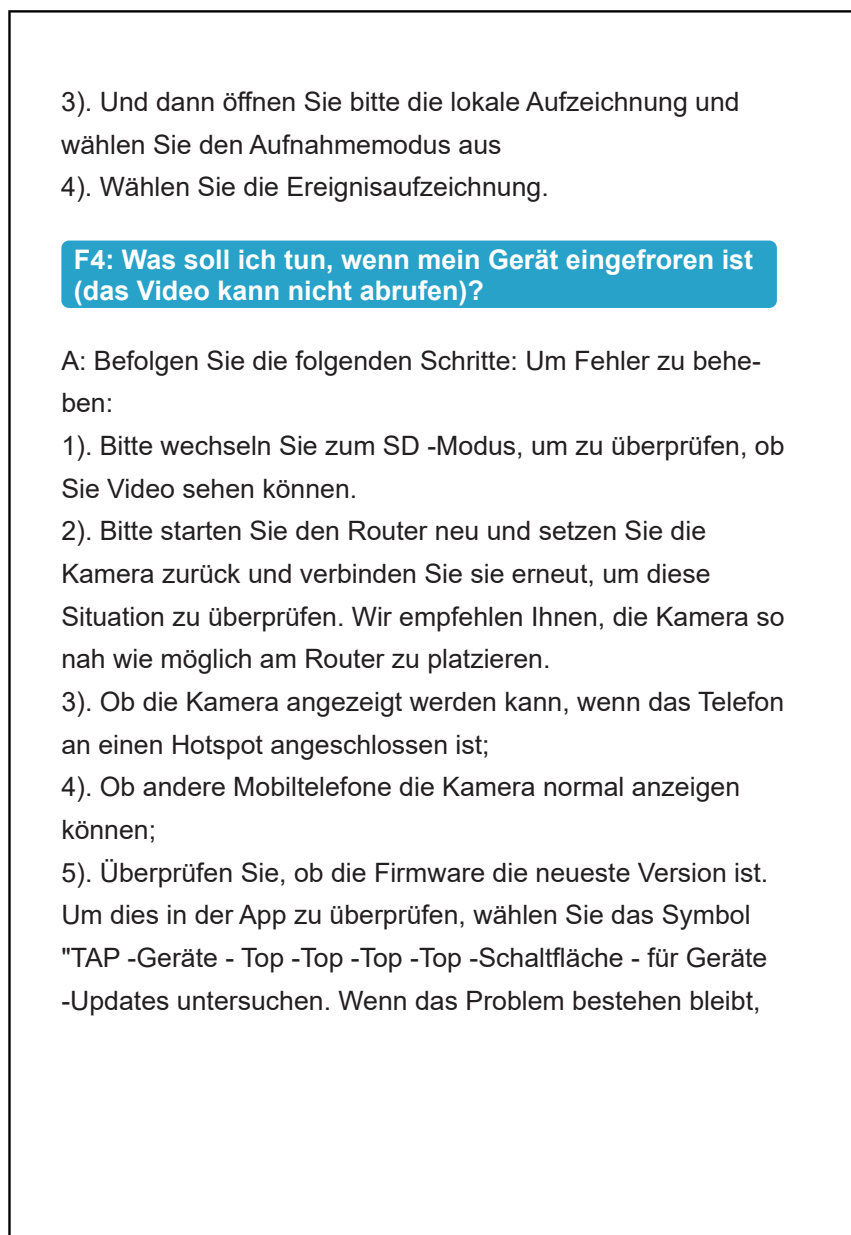 3). Und dann öffnen Sie bitte die lokale Aufzeichnung und
wählen Sie den Aufnahmemodus aus
4). Wählen Sie die Ereignisaufzeichnung.
F4: Was soll ich tun, wenn mein Gerät eingefroren ist
(das Video kann nicht abrufen)?
A: Befolgen Sie die folgenden Schritte: Um Fehler zu behe-
ben:
1). Bitte wechseln Sie zum SD -Modus, um zu überprüfen, ob
Sie Video sehen können.
2). Bitte starten Sie den Router neu und setzen Sie die
Kamera zurück und verbinden Sie sie erneut, um diese
Situation zu überprüfen. Wir empfehlen Ihnen, die Kamera so
nah wie möglich am Router zu platzieren.
3). Ob die Kamera angezeigt werden kann, wenn das Telefon
an einen Hotspot angeschlossen ist;
4). Ob andere Mobiltelefone die Kamera normal anzeigen
können;
5). Überprüfen Sie, ob die Firmware die neueste Version ist.
Um dies in der App zu überprüfen, wählen Sie das Symbol
"TAP -Geräte - Top -Top -Top -Top -Schaltfläche - für Geräte
-Updates untersuchen. Wenn das Problem bestehen bleibt,